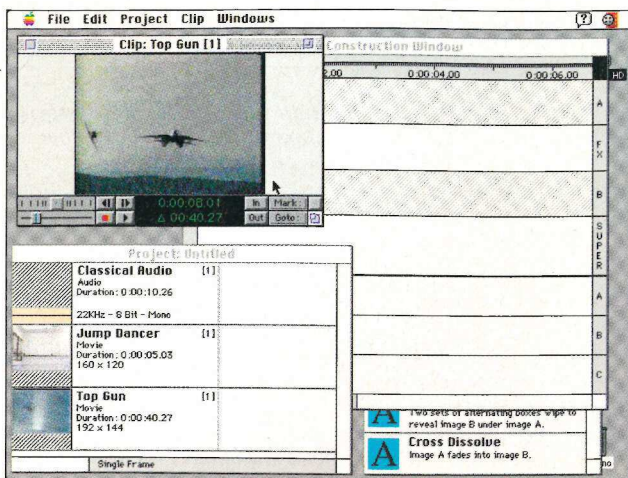 File Edit Project Clip Windows
Clip: Top Gun [1]
Construction Window
2.00 0:00:04.00 0:00:06.00
HD
A
FX
B
SUPER
A
B
C
0:00:08.01
In Mark:
Δ 00:40.27
Out Goto:
Project: Untitled
Classical Audio [1]
Audio
Duration: 0:00:10.26
22KHz - 8 Bit - Mono
Jump Dancer [1]
Movie
Duration: 0:00:05.03
160 x 120
Top Gun [1]
Movie
Duration: 0:00:40.27
192 x 144
Single Frame
A
Two sets of alternating boxes wipe to
reveal image B under image A.
A
Cross Dissolve
Image A fades into image B.
no